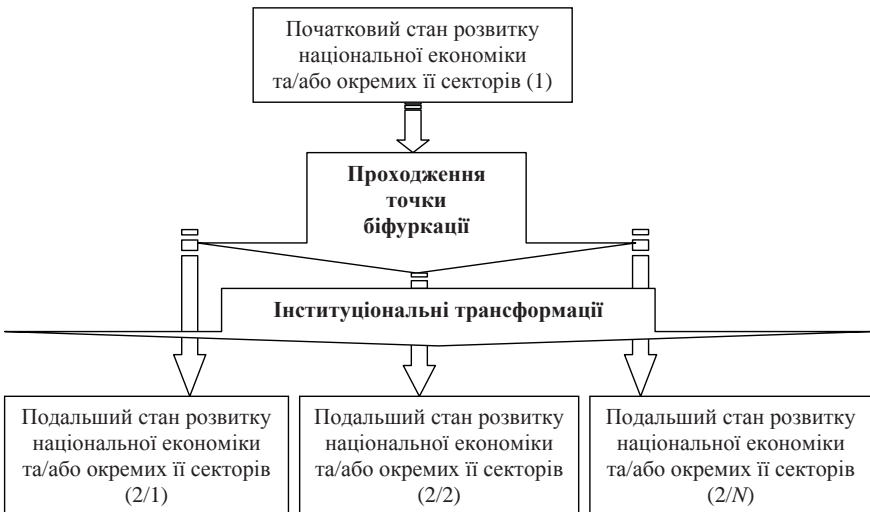 Початковий стан розвитку
національної економіки
та/або окремих її секторів (1)
Проходження
точки
біфуркації
Інституціональні трансформації
Подальший стан розвитку
національної економіки
та/або окремих її секторів
(2/1)
Подальший стан розвитку
національної економіки
та/або окремих її секторів
(2/2)
Подальший стан розвитку
національної економіки
та/або окремих її секторів
(2/N)